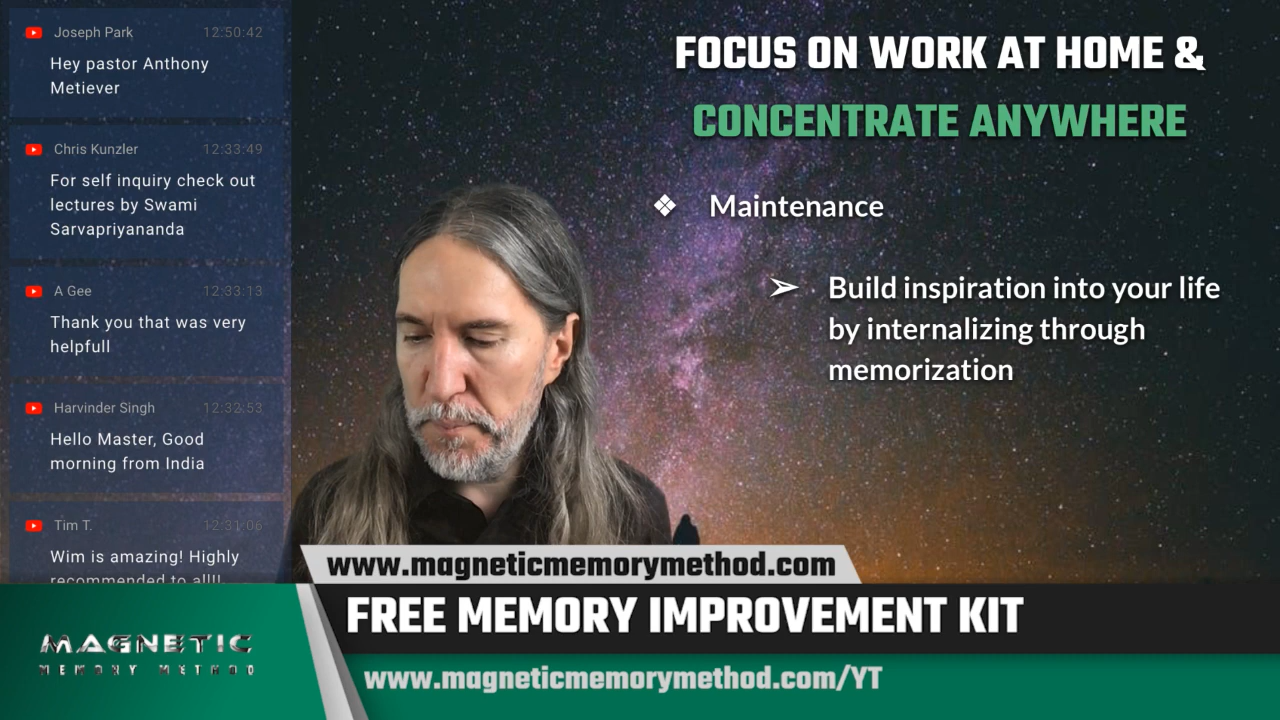 Joseph Park 12:50:42
Hey pastor Anthony
Metiever
Chris Kunzler 12:33:49
For self inquiry check out
lectures by Swami
Sarvapriyananda
A Gee 12:33:13
Thank you that was very
helpfull
Harvinder Singh 12:32:53
Hello Master, Good
morning from India
Tim T. 12:31:06
Wim is amazing! Highly
recommended to allll.
FOCUS ON WORK AT HOME &
CONCENTRATE ANYWHERE
❖ Maintenance
➢ Build inspiration into your life
by internalizing through
memorization
www.magneticmemorymethod.com
FREE MEMORY IMPROVEMENT KIT
www.magneticmemorymethod.com/YT
MAGNETIC
MEMORY METHOD